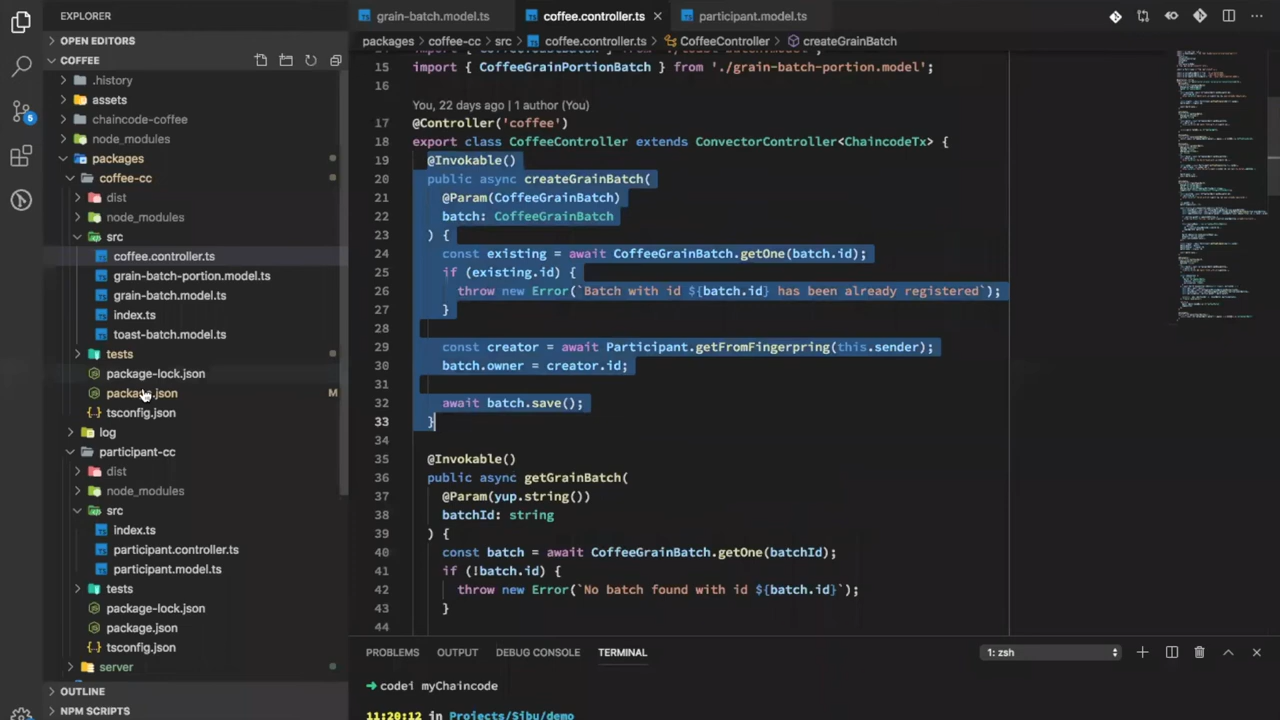 EXPLORER
OPEN EDITORS
COFFEE
.history
assets
chaincode-coffee
node_modules
packages
coffee-cc
dist
node_modules
src
coffee.controller.ts
grain-batch-portion.model.ts
grain-batch.model.ts
index.ts
toast-batch.model.ts
tests
package-lock.json
package.json M
tsconfig.json
log
participant-cc
dist
node_modules
src
index.ts
participant.controller.ts
participant.model.ts
tests
package-lock.json
package.json
tsconfig.json
server
OUTLINE
NPM SCRIPTS
5
grain-batch.model.ts coffee.controller.ts participant.model.ts
packages > coffee-cc > src > coffee.controller.ts > CoffeeController > createGrainBatch
15 import { CoffeeGrainPortionBatch } from './grain-batch-portion.model';
16
You, 22 days ago | 1 author (You)
17 @Controller('coffee')
18 export class CoffeeController extends ConvectorController<ChaincodeTx> {
19 @Invokable()
20 public async createGrainBatch(
21 @Param(CoffeeGrainBatch)
22 batch: CoffeeGrainBatch
23 ) {
24 const existing = await CoffeeGrainBatch.getOne(batch.id);
25 if (existing.id) {
26 throw new Error(`Batch with id ${batch.id} has been already registered`);
27 }
28
29 const creator = await Participant.getFromFingerpring(this.sender);
30 batch.owner = creator.id;
31
32 await batch.save();
33 }
34
35 @Invokable()
36 public async getGrainBatch(
37 @Param(yup.string())
38 batchId: string
39 ) {
40 const batch = await CoffeeGrainBatch.getOne(batchId);
41 if (!batch.id) {
42 throw new Error(`No batch found with id ${batch.id}`);
43 }
44
PROBLEMS OUTPUT DEBUG CONSOLE TERMINAL 1: zsh
➜ codei myChaincode
11:20:12 in Projects/Sibu/demo